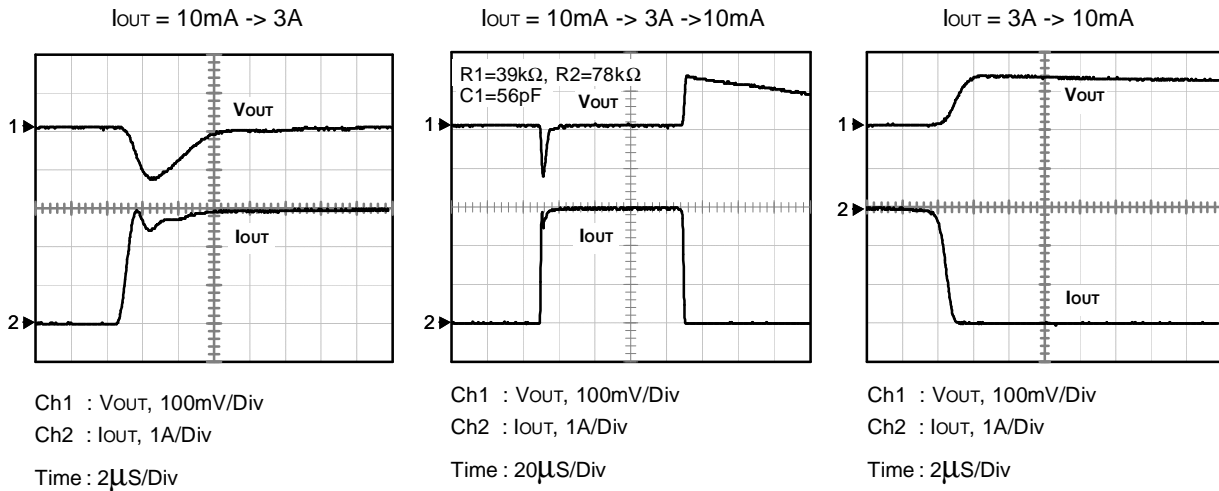 IOUT = 10mA -> 3A
1
VOUT
IOUT
2
Ch1 : VOUT, 100mV/Div
Ch2 : IOUT, 1A/Div
Time : 2µS/Div
IOUT = 10mA -> 3A ->10mA
R1=39kΩ, R2=78kΩ
C1=56pF
VOUT
1
IOUT
2
Ch1 : VOUT, 100mV/Div
Ch2 : IOUT, 1A/Div
Time : 20µS/Div
IOUT = 3A -> 10mA
VOUT
1
2
IOUT
Ch1 : VOUT, 100mV/Div
Ch2 : IOUT, 1A/Div
Time : 2µS/Div